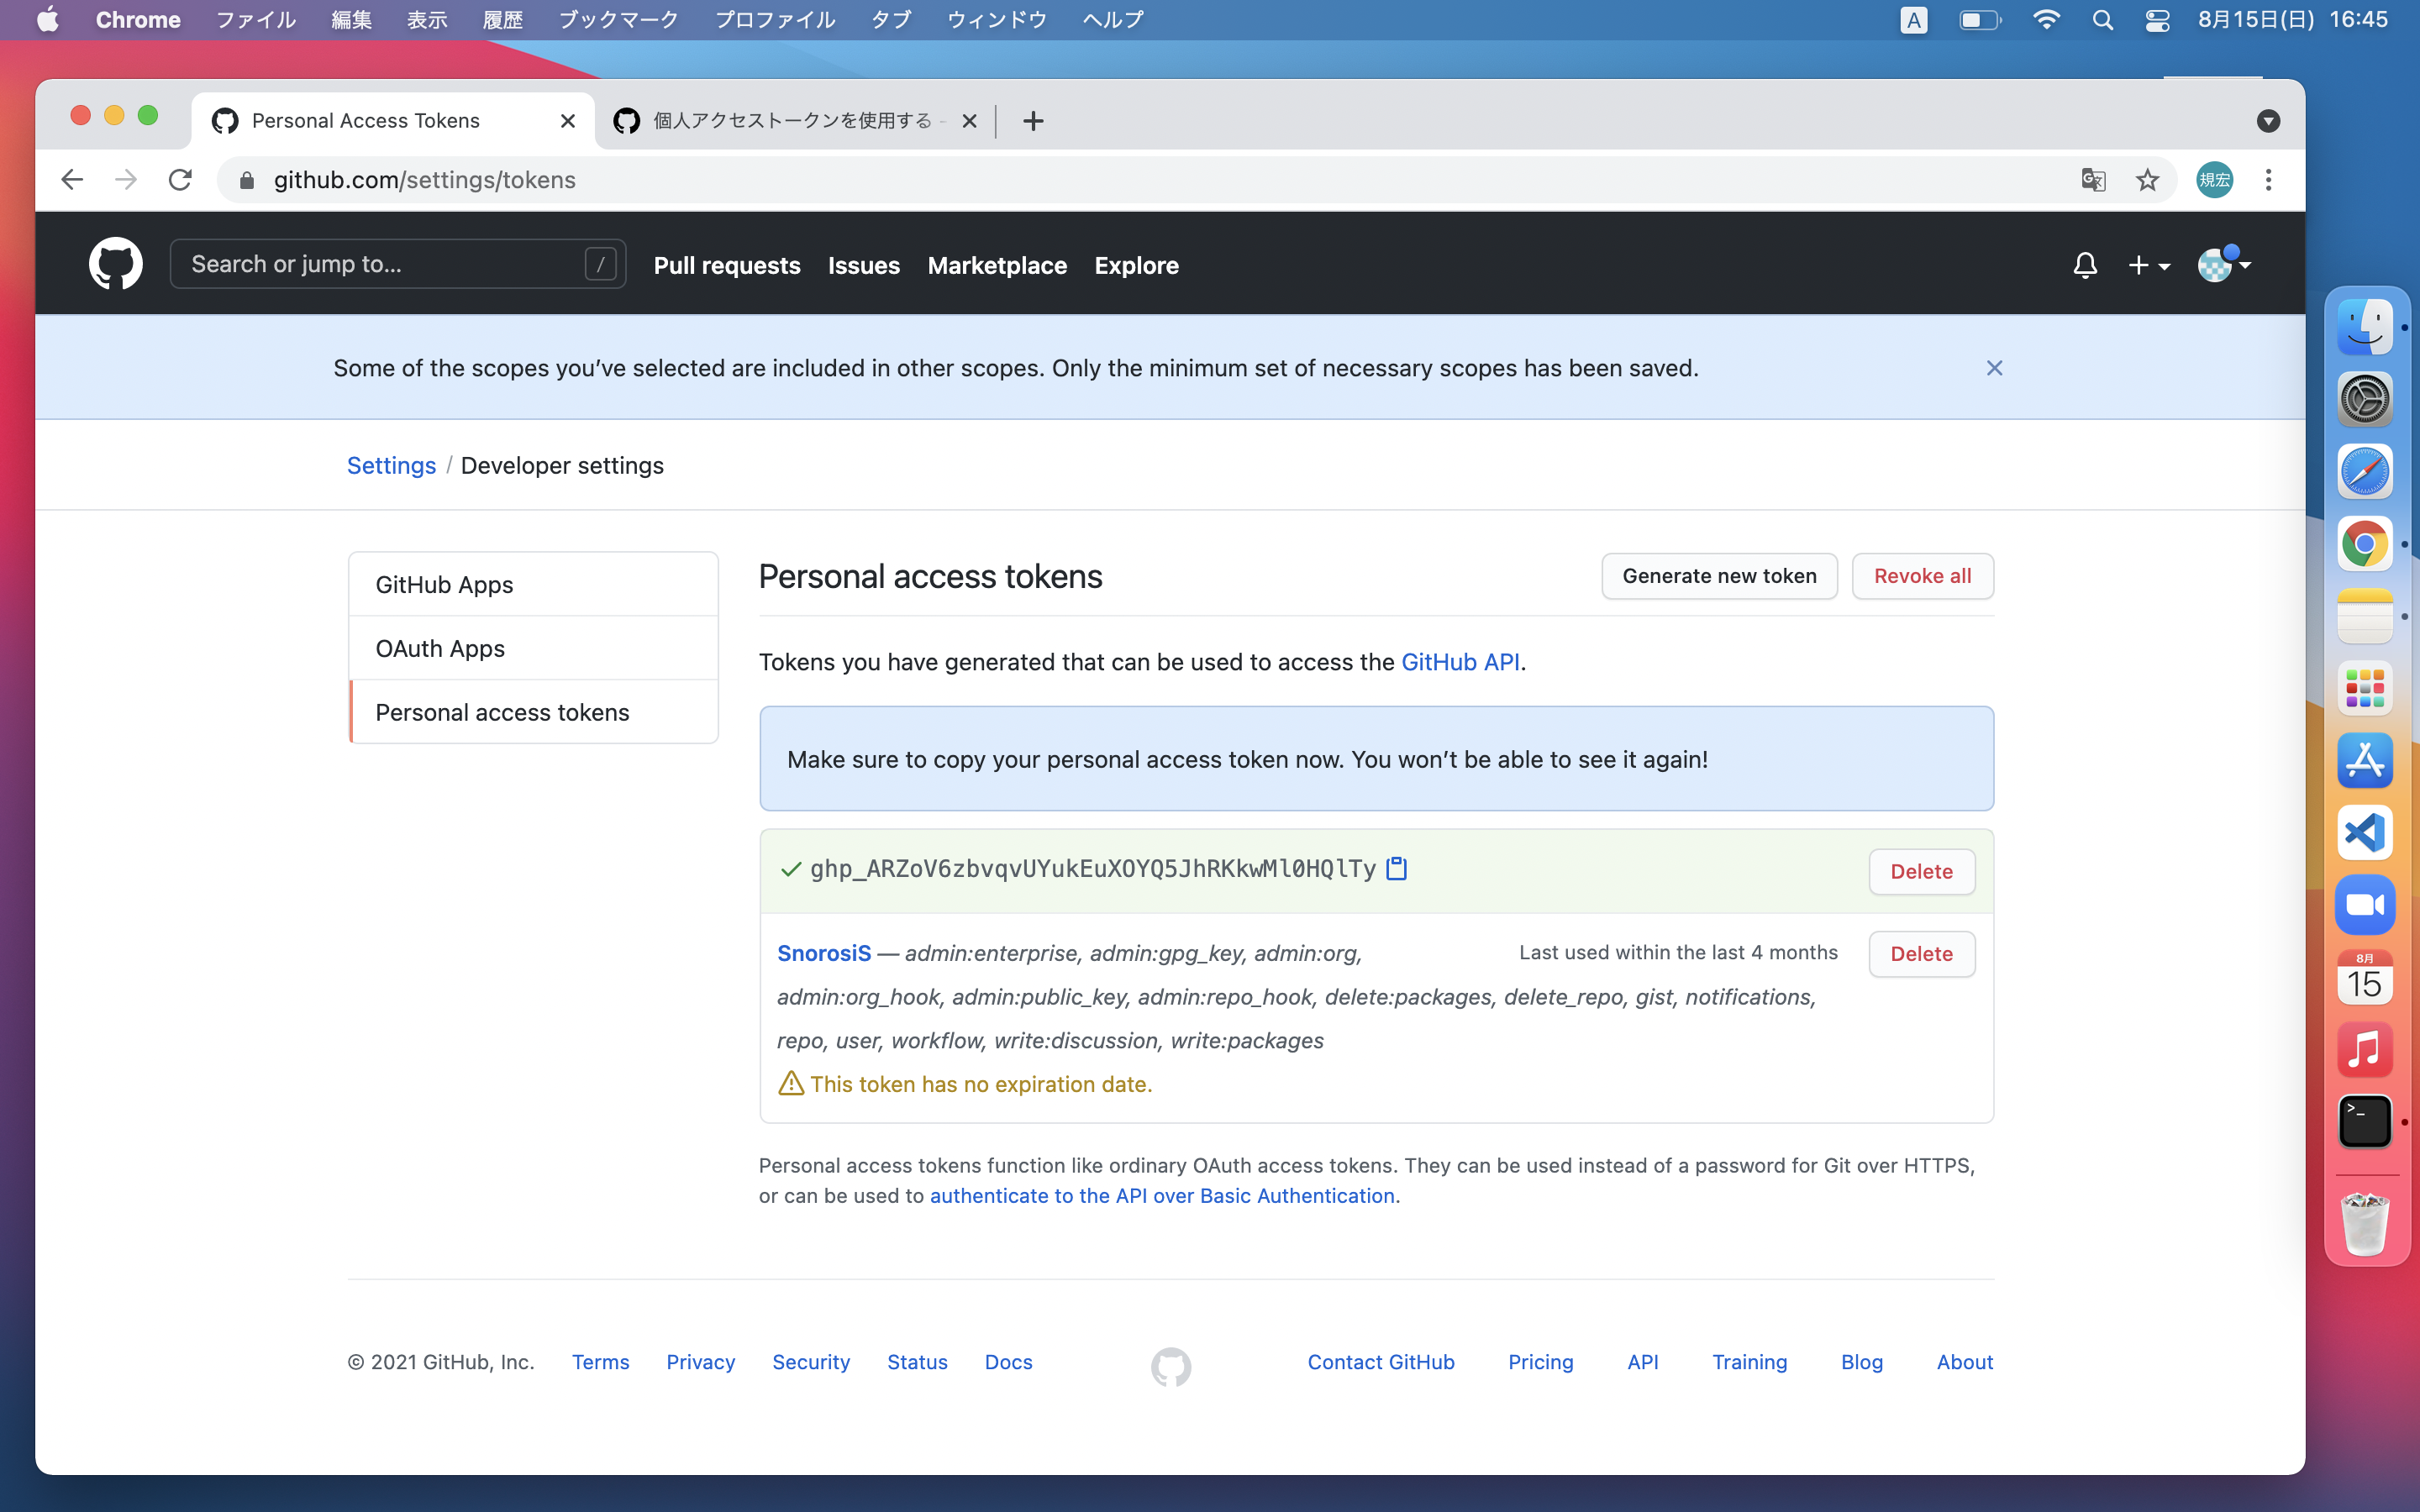 Chrome ファイル 編集 表示 履歴 ブックマーク プロファイル タブ ウィンドウ ヘルプ A 8月15日(日) 16:45
Personal Access Tokens 個人アクセストークンを使用する -
github.com/settings/tokens 規宏
Search or jump to... / Pull requests Issues Marketplace Explore
Some of the scopes you’ve selected are included in other scopes. Only the minimum set of necessary scopes has been saved.
Settings / Developer settings
GitHub Apps
OAuth Apps
Personal access tokens
Personal access tokens Generate new token Revoke all
Tokens you have generated that can be used to access the GitHub API.
Make sure to copy your personal access token now. You won’t be able to see it again!
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 Delete
SnorosiS — admin:enterprise, admin:gpg_key, admin:org, Last used within the last 4 months Delete
admin:org_hook, admin:public_key, admin:repo_hook, delete:packages, delete_repo, gist, notifications,
repo, user, workflow, write:discussion, write:packages
This token has no expiration date.
Personal access tokens function like ordinary OAuth access tokens. They can be used instead of a password for Git over HTTPS,
or can be used to authenticate to the API over Basic Authentication.
© 2021 GitHub, Inc. Terms Privacy Security Status Docs Contact GitHub Pricing API Training Blog About
8月
15
>_